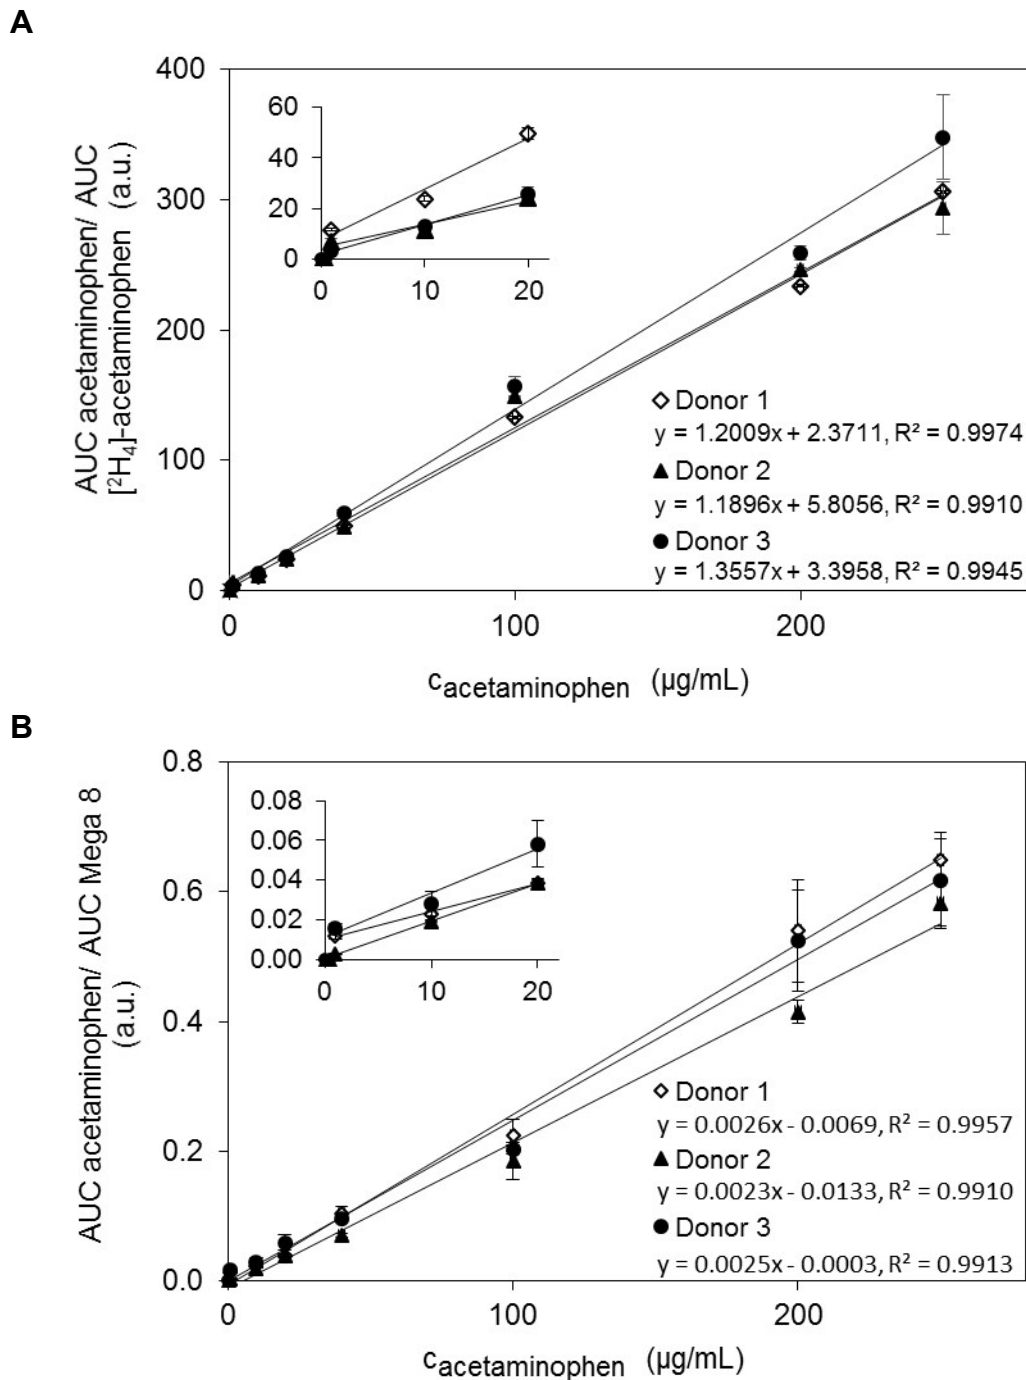 A
400
300
200
100
0
AUC acetaminophen/ AUC
[²H₄]-acetaminophen (a.u.)
60
40
20
0
0 10 20
Donor 1
y = 1.2009x + 2.3711, R² = 0.9974
Donor 2
y = 1.1896x + 5.8056, R² = 0.9910
Donor 3
y = 1.3557x + 3.3958, R² = 0.9945
0 100 200
cacetaminophen (µg/mL)
B
0.8
0.6
0.4
0.2
0.0
AUC acetaminophen/ AUC Mega 8
(a.u.)
0.08
0.06
0.04
0.02
0.00
0 10 20
Donor 1
y = 0.0026x - 0.0069, R² = 0.9957
Donor 2
y = 0.0023x - 0.0133, R² = 0.9910
Donor 3
y = 0.0025x - 0.0003, R² = 0.9913
0 100 200
cacetaminophen (µg/mL)